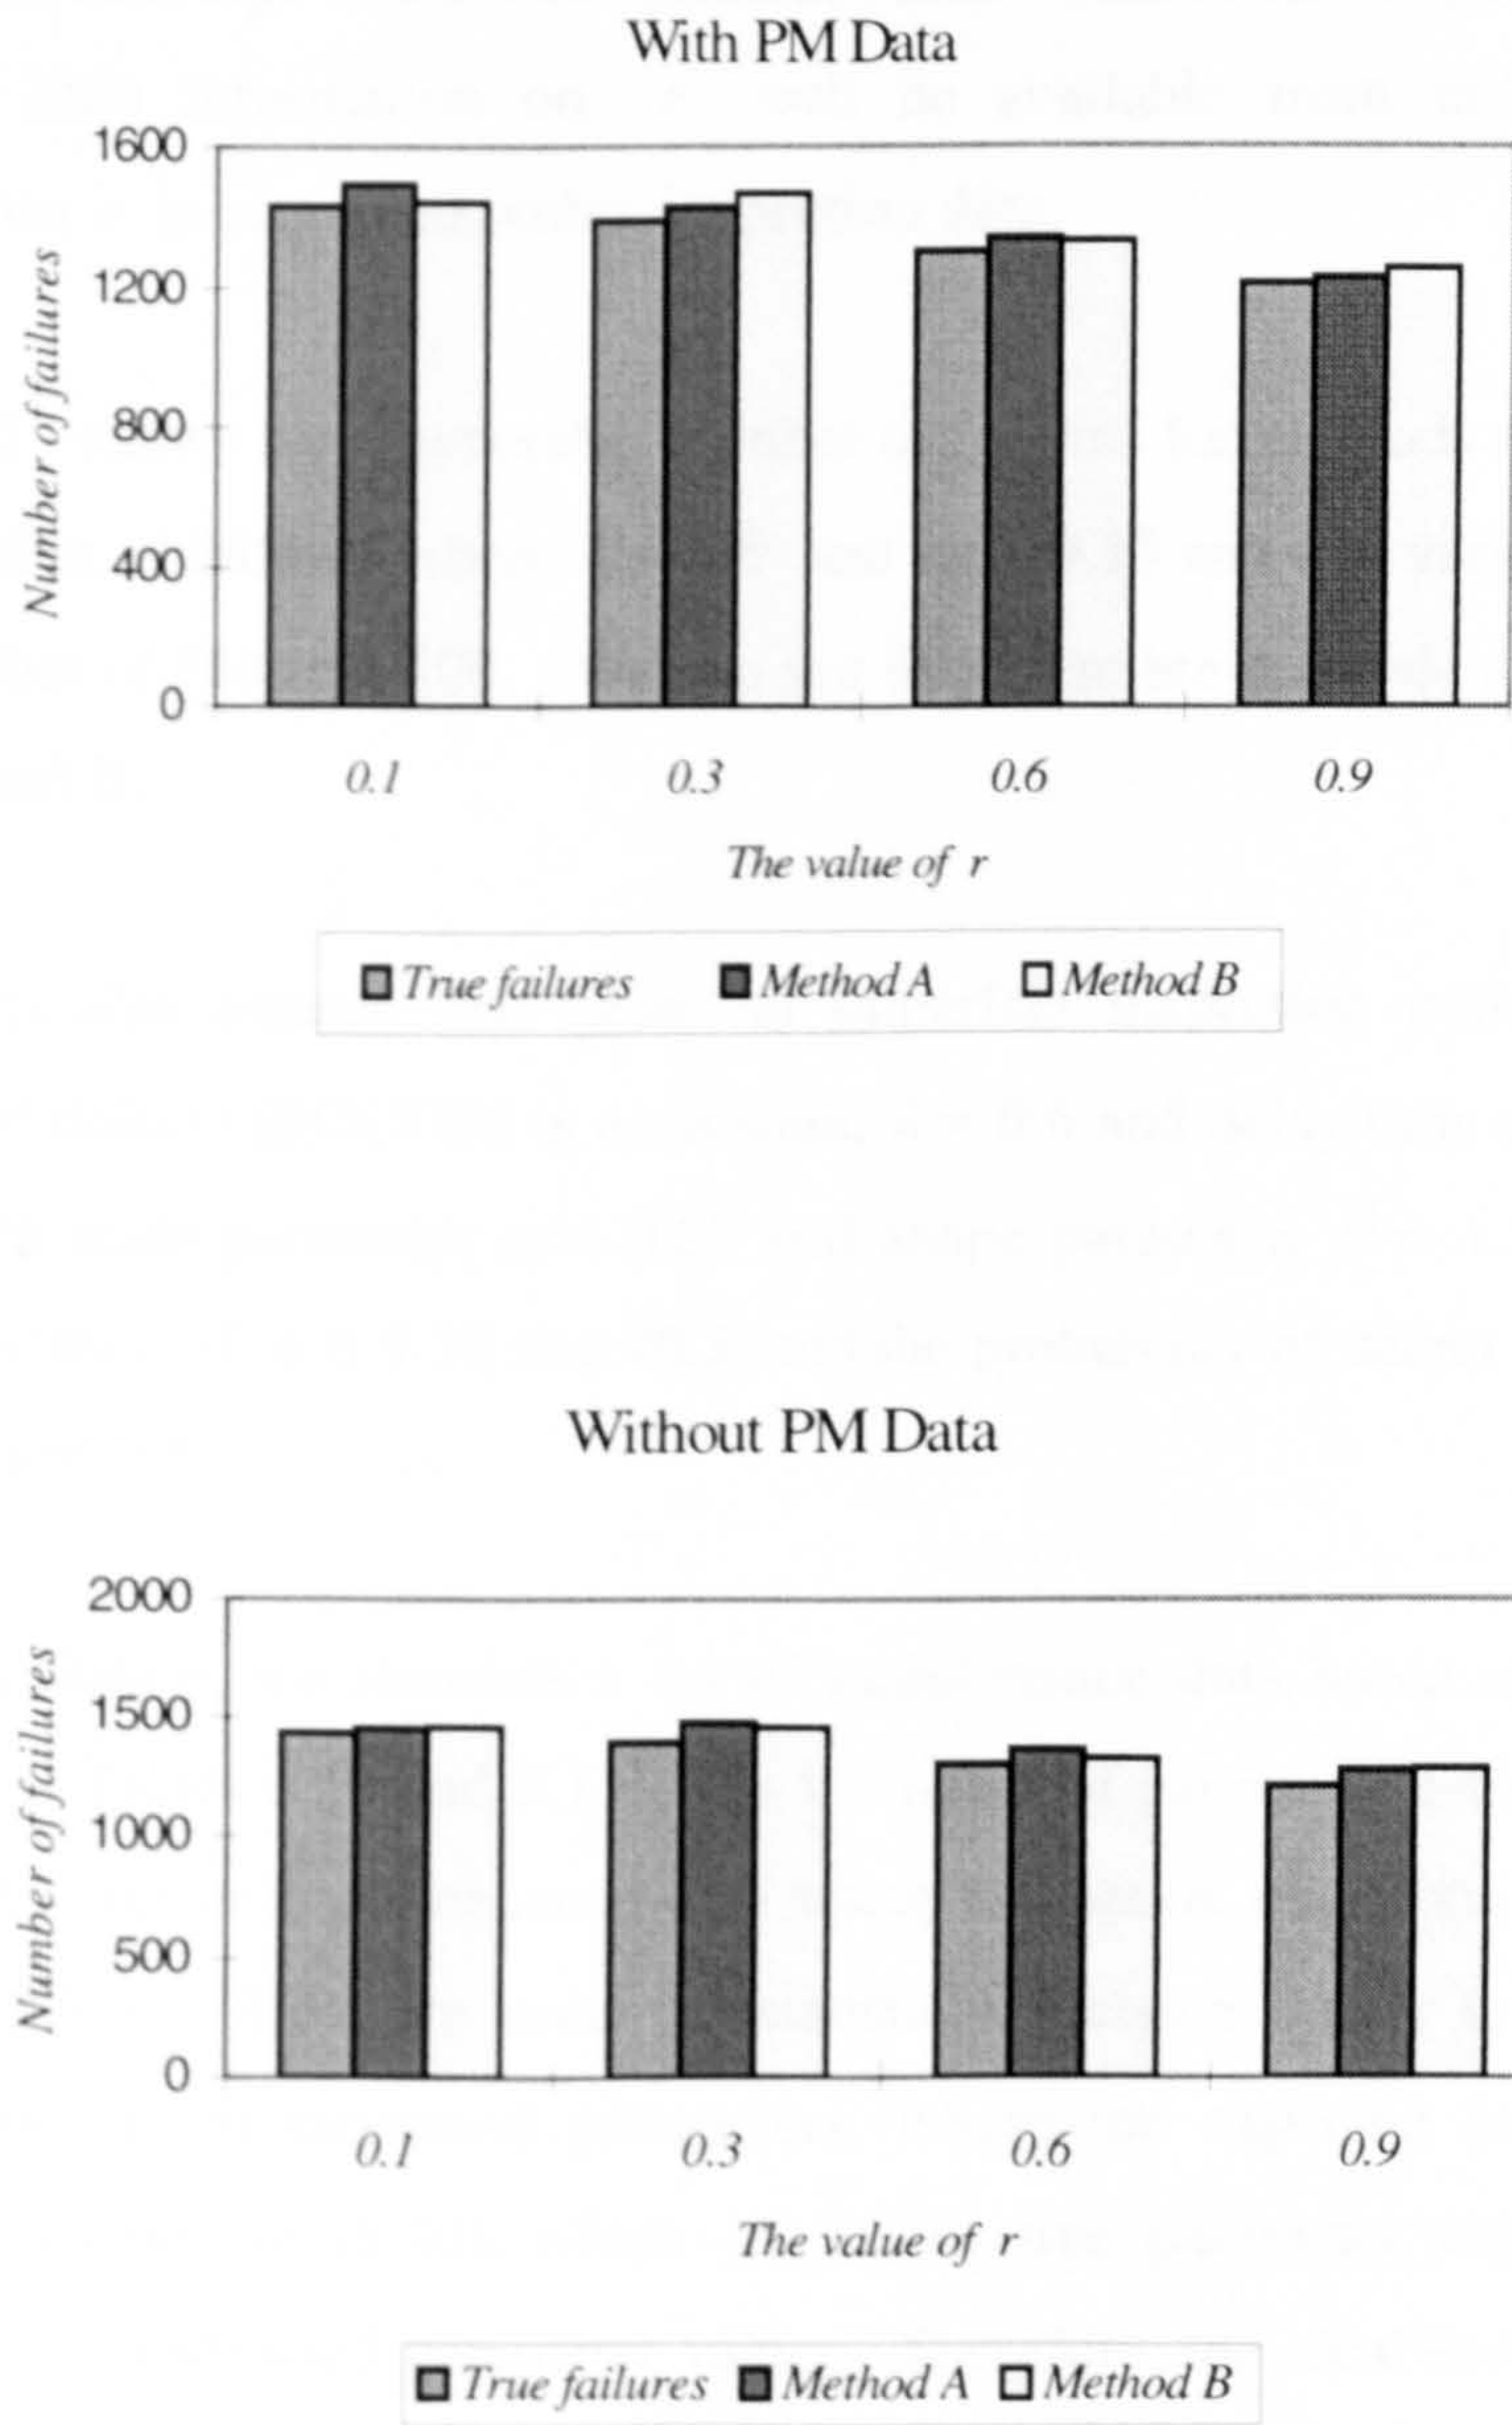 With PM Data
1600
1200
800
400
0
Number of failures
0.1 0.3 0.6 0.9
The value of r
True failures Method A Method B
Without PM Data
2000
1500
1000
500
0
Number of failures
0.1 0.3 0.6 0.9
The value of r
True failures Method A Method B